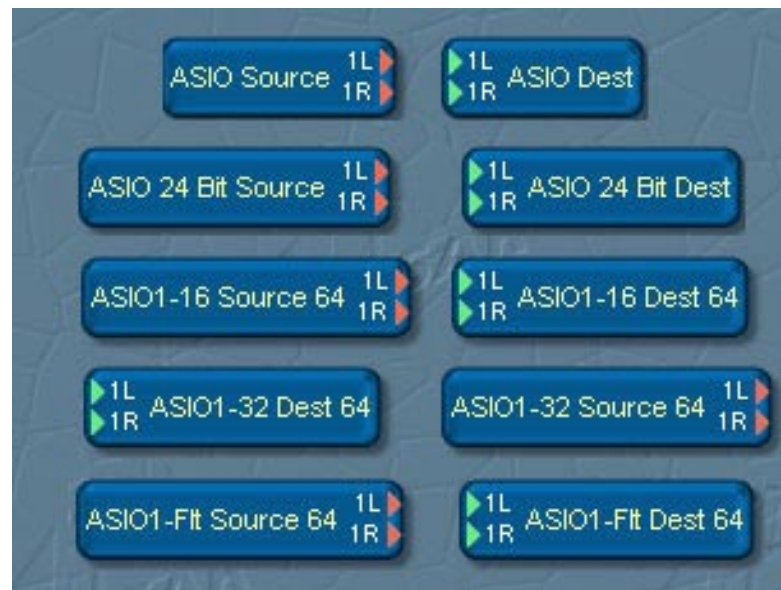 ASIO Source 1L 1R
1L 1R ASIO Dest
ASIO 24 Bit Source 1L 1R
1L 1R ASIO 24 Bit Dest
ASIO1-16 Source 64 1L 1R
1L 1R ASIO1-16 Dest 64
1L 1R ASIO1-32 Dest 64
ASIO1-32 Source 64 1L 1R
ASIO1-Flt Source 64 1L 1R
1L 1R ASIO1-Flt Dest 64